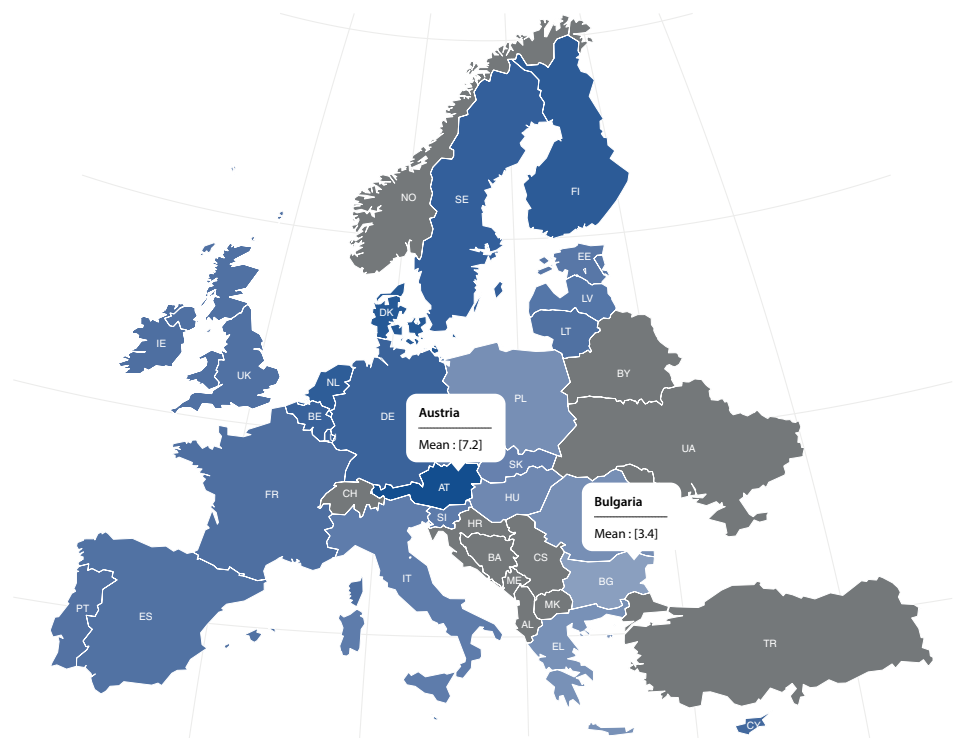 NO
SE
FI
EE
LV
DK
LT
IE
BY
UK
NL
PL
BE
DE
Austria
Mean : [7.2]
UA
SK
AT
FR
CH
HU
Bulgaria
Mean : [3.4]
SI
HR
BA
CS
IT
ME
BG
MK
PT
ES
AL
EL
TR
CY